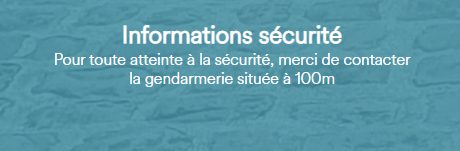 Informations sécurité
Pour toute atteinte à la sécurité, merci de contacter
la gendarmerie située à 100m